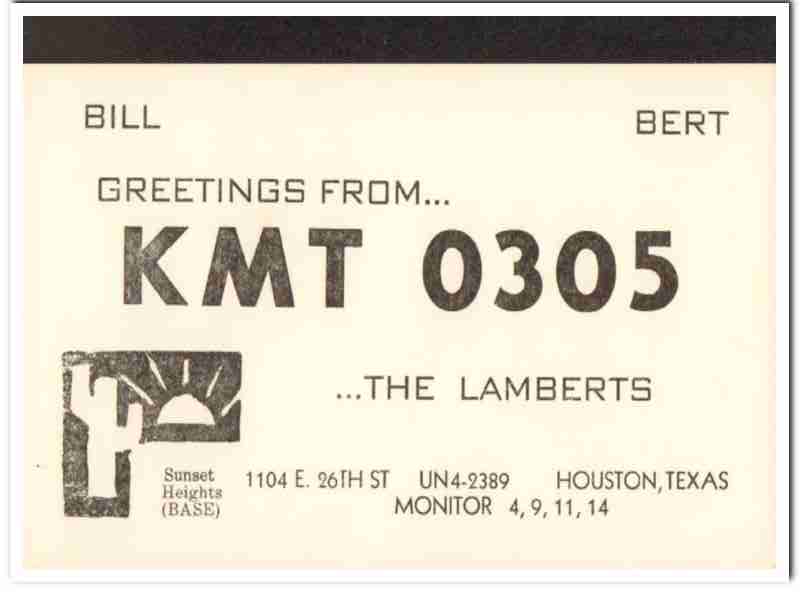 BILL BERT
GREETINGS FROM...
KMT 0305
...THE LAMBERTS
Sunset
Heights
(BASE)
1104 E. 26TH ST UN4-2389 HOUSTON, TEXAS
MONITOR 4, 9, 11, 14